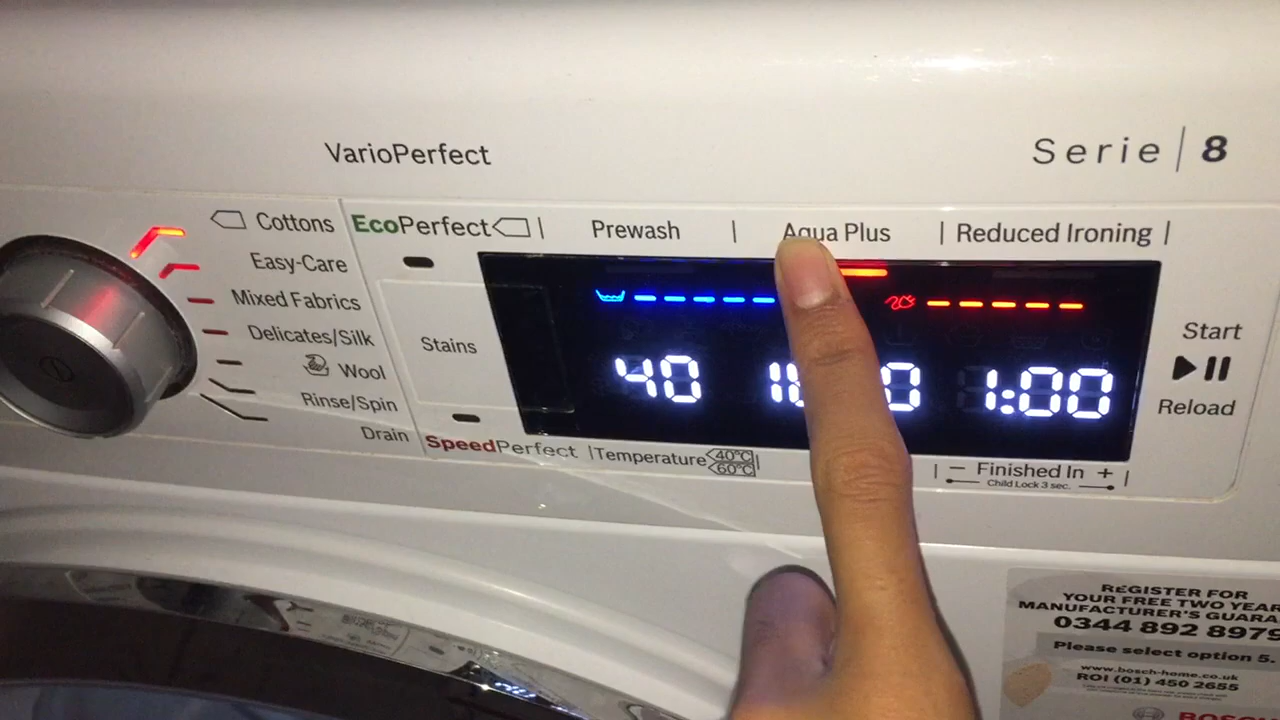 VarioPerfect
Serie 8
Cottons
Easy-Care
Mixed Fabrics
Delicates/Silk
Wool
Rinse/Spin
Drain
EcoPerfect
Prewash
Aqua Plus
Reduced Ironing
Stains
40
1:00
SpeedPerfect
Temperature 40°C
60°C
− Finished In +
Child Lock 3 sec.
Start
Reload
REGISTER FOR
YOUR FREE TWO YEAR
MANUFACTURER'S GUARA
0344 892 8979
Please select option 5.
www.bosch-home.co.uk
ROI (01) 450 2655